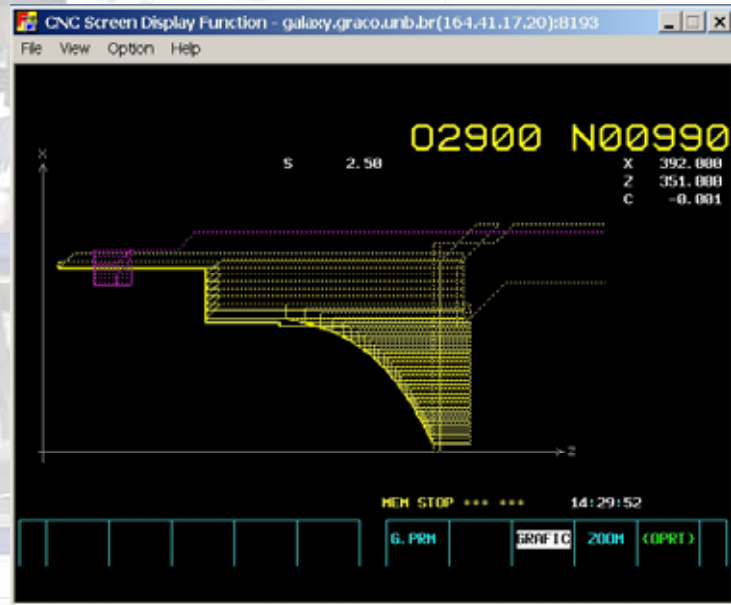 CNC Screen Display Function - galaxy.graco.unb.br(164.41.17.20):8193
File View Option Help
O2900 N00990
S 2.50
X 392.000
Z 351.000
C -0.001
X
Z
MEM STOP *** ***
14:29:52
G.PRM GRAFIC ZOOM (OPRT)